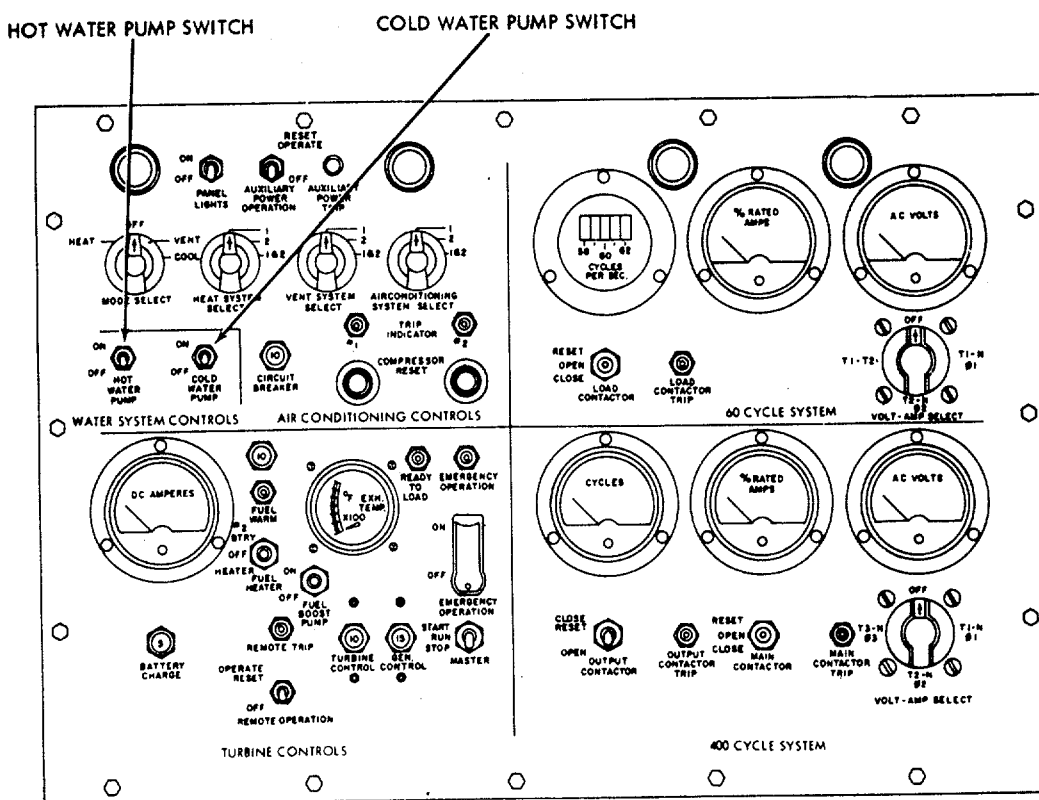 HOT WATER PUMP SWITCH
COLD WATER PUMP SWITCH
RESET
OPERATE
ON
OFF
PANEL
LIGHTS
AUXILIARY
POWER
OPERATION
OFF
AUXILIARY
POWER
TRIP
OFF
HEAT
VENT
COOL
MODE SELECT
1
2
1&2
HEAT SYSTEM
SELECT
1
2
1&2
VENT SYSTEM
SELECT
1
2
1&2
AIRCONDITIONING
SYSTEM SELECT
#1
TRIP
INDICATOR
#2
ON
OFF
HOT
WATER
PUMP
ON
OFF
COLD
WATER
PUMP
10
CIRCUIT
BREAKER
COMPRESSOR
RESET
WATER SYSTEM CONTROLS
AIR CONDITIONING CONTROLS
58
60
62
CYCLES
PER SEC.
% RATED
AMPS
AC VOLTS
RESET
OPEN
CLOSE
LOAD
CONTACTOR
LOAD
CONTACTOR
TRIP
OFF
T1-T2
T1-N
Ø1
T2-N
Ø2
VOLT-AMP SELECT
60 CYCLE SYSTEM
DC AMPERES
10
FUEL
WARM
#2
BTRY
OFF
HEATER
FUEL
HEATER
°F
EXH.
TEMP.
X100
READY
TO
LOAD
EMERGENCY
OPERATION
ON
OFF
EMERGENCY
OPERATION
ON
OFF
FUEL
BOOST
PUMP
5
BATTERY
CHARGE
REMOTE TRIP
OPERATE
RESET
OFF
REMOTE OPERATION
10
TURBINE
CONTROL
15
GEN.
CONTROL
START
RUN
STOP
MASTER
TURBINE CONTROLS
CYCLES
% RATED
AMPS
AC VOLTS
CLOSE
RESET
OPEN
OUTPUT
CONTACTOR
OUTPUT
CONTACTOR
TRIP
RESET
OPEN
CLOSE
MAIN
CONTACTOR
MAIN
CONTACTOR
TRIP
OFF
T3-N
Ø3
T1-N
Ø1
T2-N
Ø2
VOLT-AMP SELECT
400 CYCLE SYSTEM